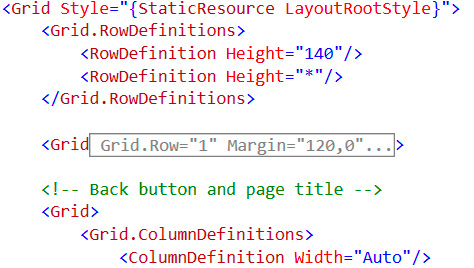 <Grid Style="{StaticResource LayoutRootStyle}">
<Grid.RowDefinitions>
<RowDefinition Height="140"/>
<RowDefinition Height="*"/>
</Grid.RowDefinitions>
<Grid Grid.Row="1" Margin="120,0"...>
<!-- Back button and page title -->
<Grid>
<Grid.ColumnDefinitions>
<ColumnDefinition Width="Auto"/>